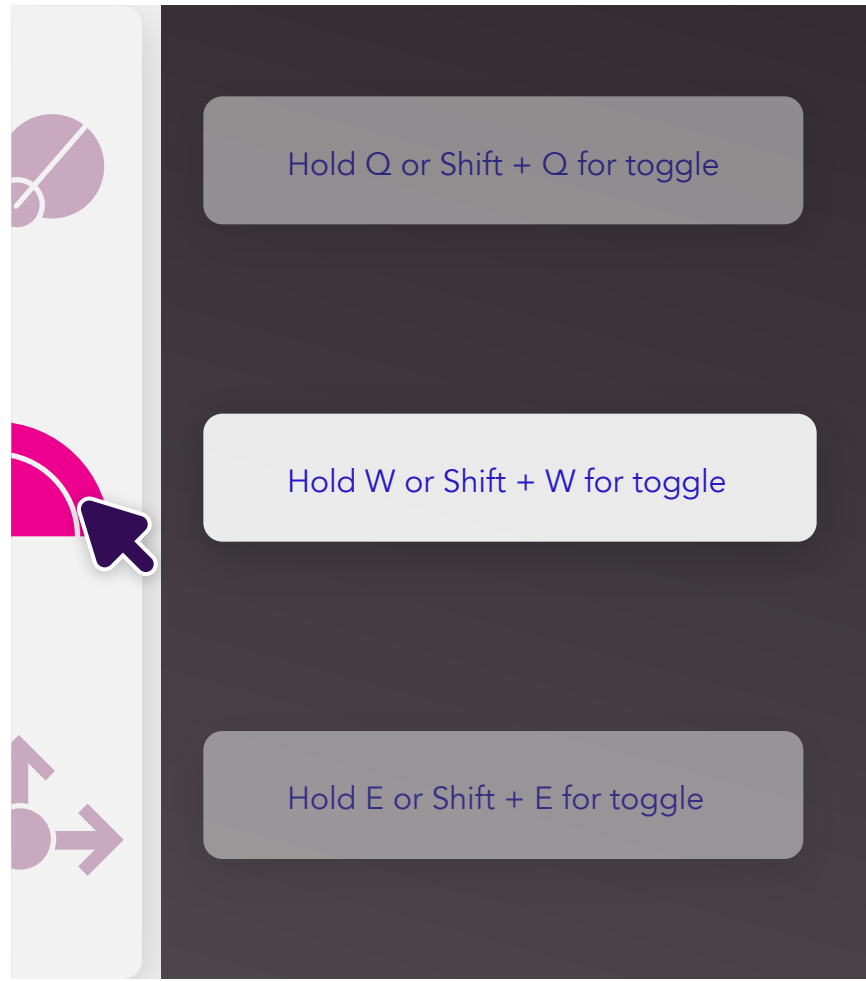 Hold Q or Shift + Q for toggle
Hold W or Shift + W for toggle
Hold E or Shift + E for toggle